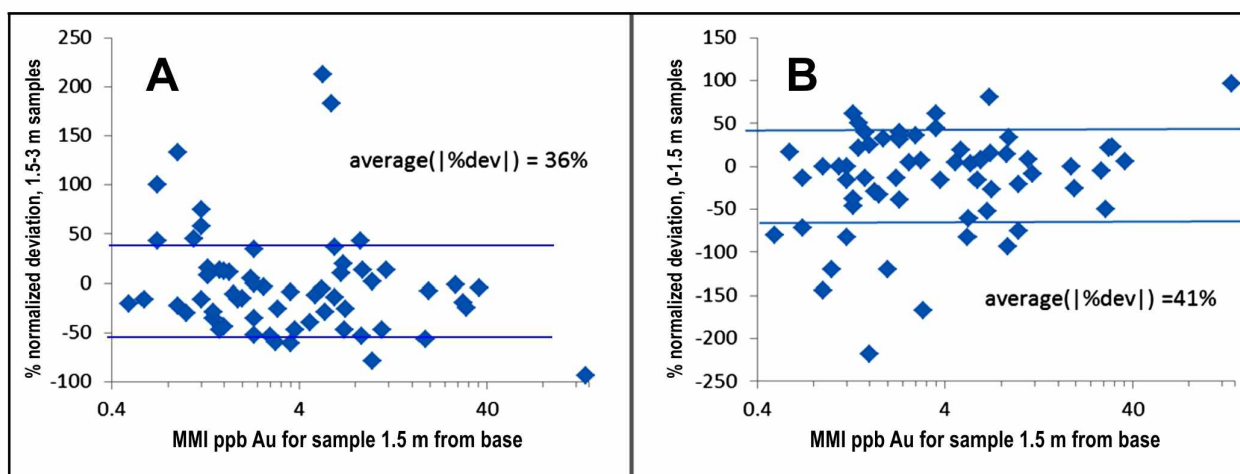 A
% normalized deviation, 1.5-3 m samples
250
200
150
100
50
0
-50
-100
average(|%dev|) = 36%
0.4
4
40
MMI ppb Au for sample 1.5 m from base
B
% normalized deviation, 0-1.5 m samples
150
100
50
0
-50
-100
-150
-200
-250
average(|%dev|) =41%
0.4
4
40
MMI ppb Au for sample 1.5 m from base